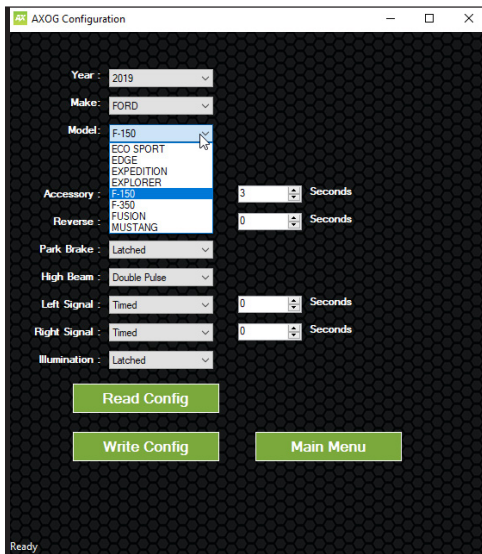 AX AXOG Configuration
Year : 2019
Make: FORD
Model: F-150
ECO SPORT
EDGE
EXPEDITION
EXPLORER
F-150
F-350
FUSION
MUSTANG
Accessory : 3 Seconds
Reverse : 0 Seconds
Park Brake : Latched
High Beam : Double Pulse
Left Signal : Timed 0 Seconds
Right Signal : Timed 0 Seconds
Illumination : Latched
Read Config
Write Config Main Menu
Ready